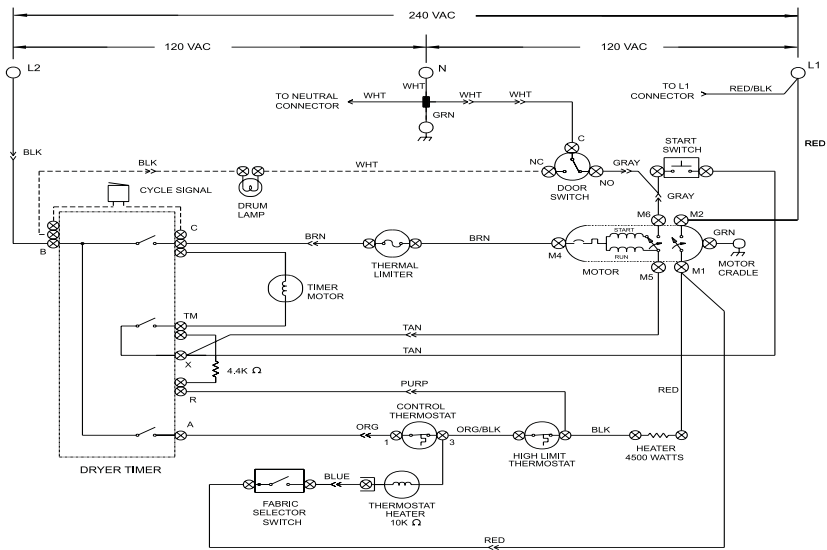 240 VAC
120 VAC
120 VAC
L2
N
L1
WHT
TO NEUTRAL
CONNECTOR
WHT
WHT
WHT
TO L1
CONNECTOR
RED/BLK
GRN
RED
BLK
C
START
SWITCH
BLK
WHT
NC
GRAY
CYCLE SIGNAL
DRUM
LAMP
DOOR
SWITCH
NO
GRAY
M6
M2
C
START
GRN
BRN
BRN
B
M4
THERMAL
LIMITER
RUN
MOTOR
M5
M1
MOTOR
CRADLE
TIMER
MOTOR
TM
TAN
TAN
X
4.4K Ω
PURP
R
RED
CONTROL
THERMOSTAT
A
ORG
1
3
ORG/BLK
BLK
HIGH LIMIT
THERMOSTAT
HEATER
4500 WATTS
DRYER TIMER
BLUE
FABRIC
SELECTOR
SWITCH
THERMOSTAT
HEATER
10K Ω
RED